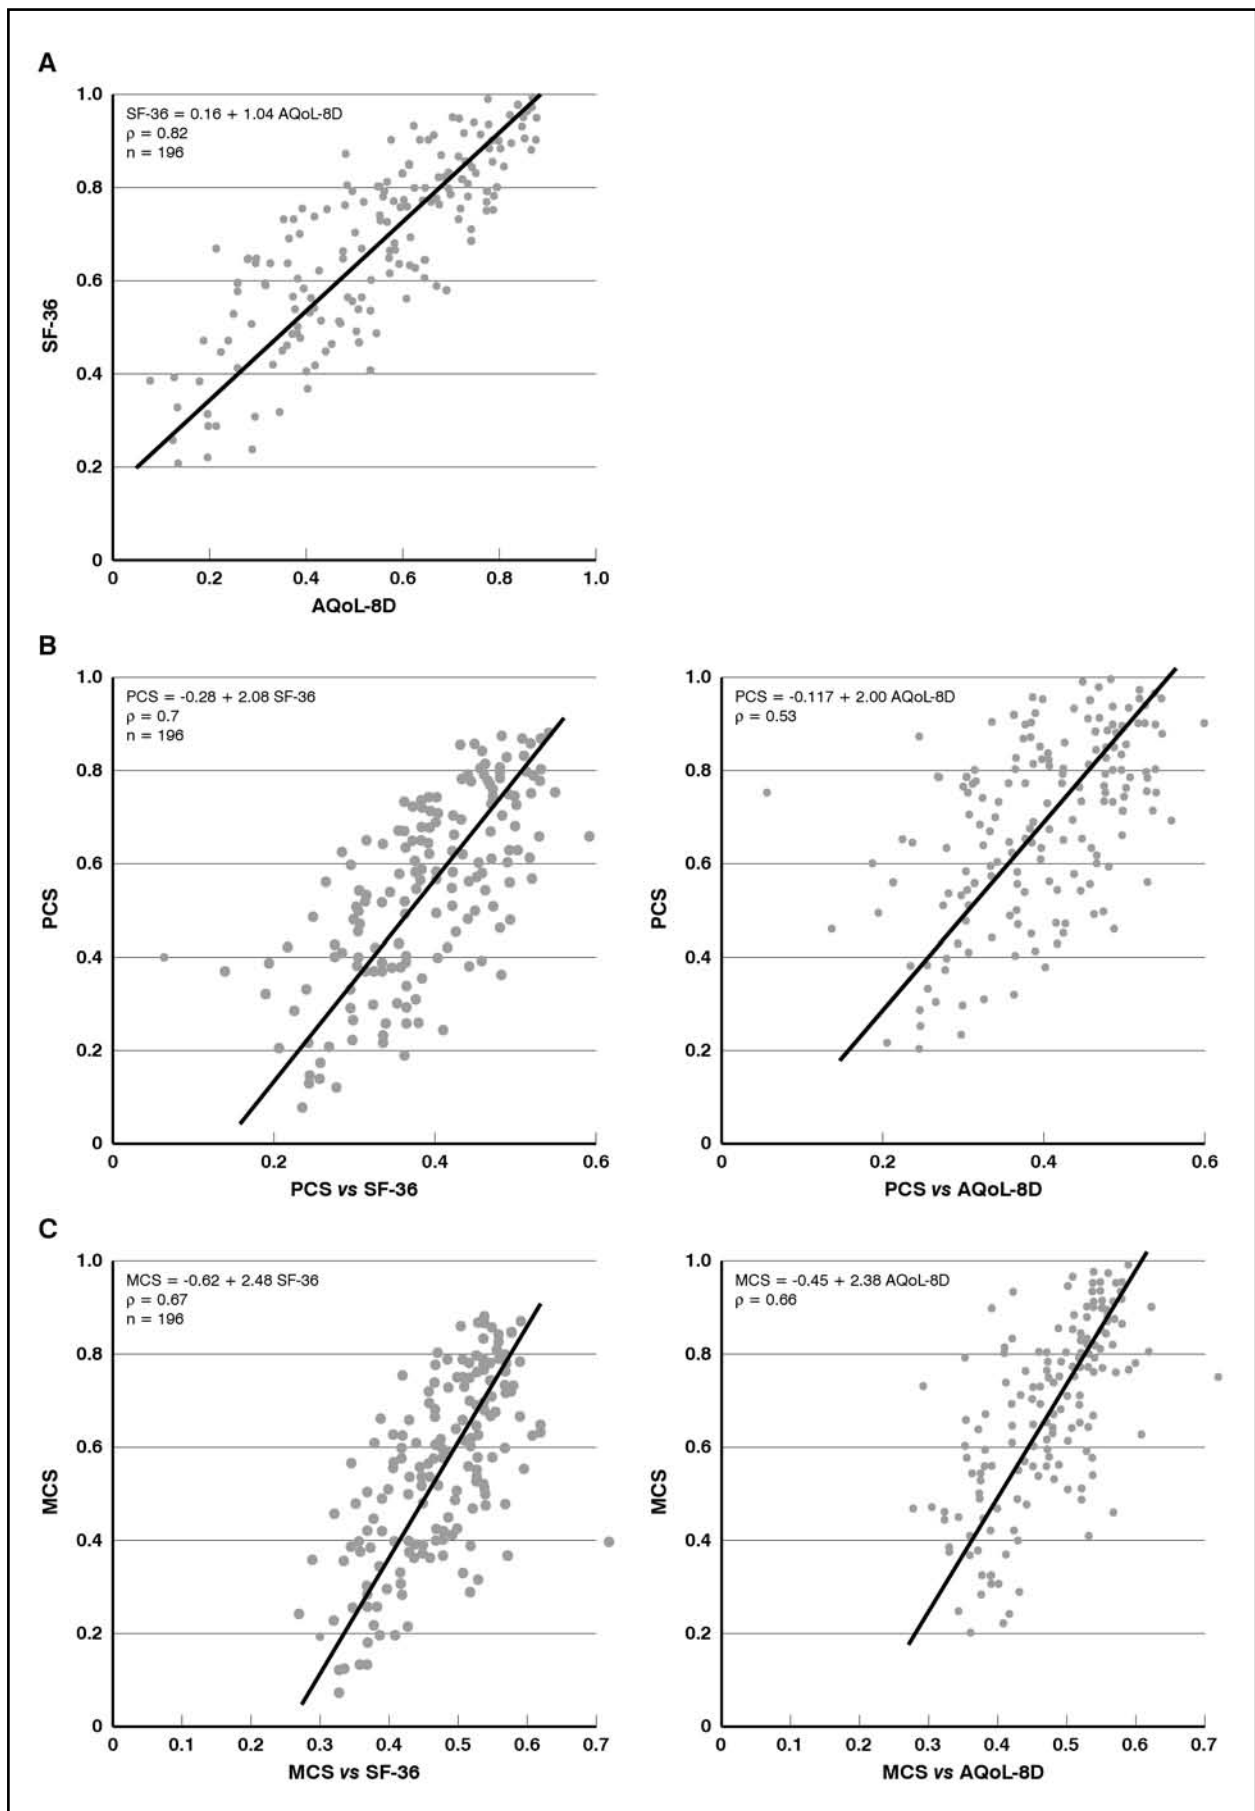 A
1.0
SF-36 = 0.16 + 1.04 AQoL-8D
ρ = 0.82
n = 196
0.8
0.6
SF-36
0.4
0.2
0
0 0.2 0.4 0.6 0.8 1.0
AQoL-8D
B
1.0
PCS = -0.28 + 2.08 SF-36
ρ = 0.7
n = 196
0.8
0.6
PCS
0.4
0.2
0
0 0.2 0.4 0.6
PCS vs SF-36
1.0
PCS = -0.117 + 2.00 AQoL-8D
ρ = 0.53
0.8
0.6
PCS
0.4
0.2
0
0 0.2 0.4 0.6
PCS vs AQoL-8D
C
1.0
MCS = -0.62 + 2.48 SF-36
ρ = 0.67
n = 196
0.8
0.6
MCS
0.4
0.2
0
0 0.1 0.2 0.3 0.4 0.5 0.6 0.7
MCS vs SF-36
1.0
MCS = -0.45 + 2.38 AQoL-8D
ρ = 0.66
0.8
0.6
MCS
0.4
0.2
0
0 0.1 0.2 0.3 0.4 0.5 0.6 0.7
MCS vs AQoL-8D